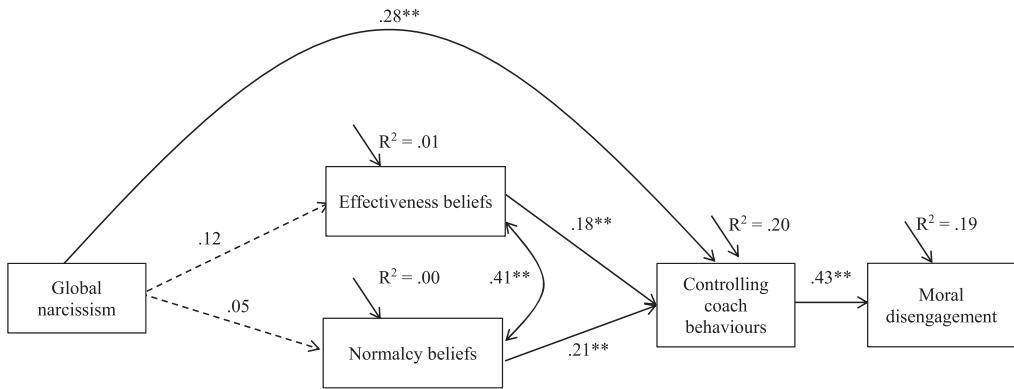 .28**
R² = .01
Effectiveness beliefs
.18**
R² = .20
R² = .19
.12
Global
narcissism
R² = .00
.41**
Controlling
coach
behaviours
.43**
Moral
disengagement
.05
Normalcy beliefs
.21**